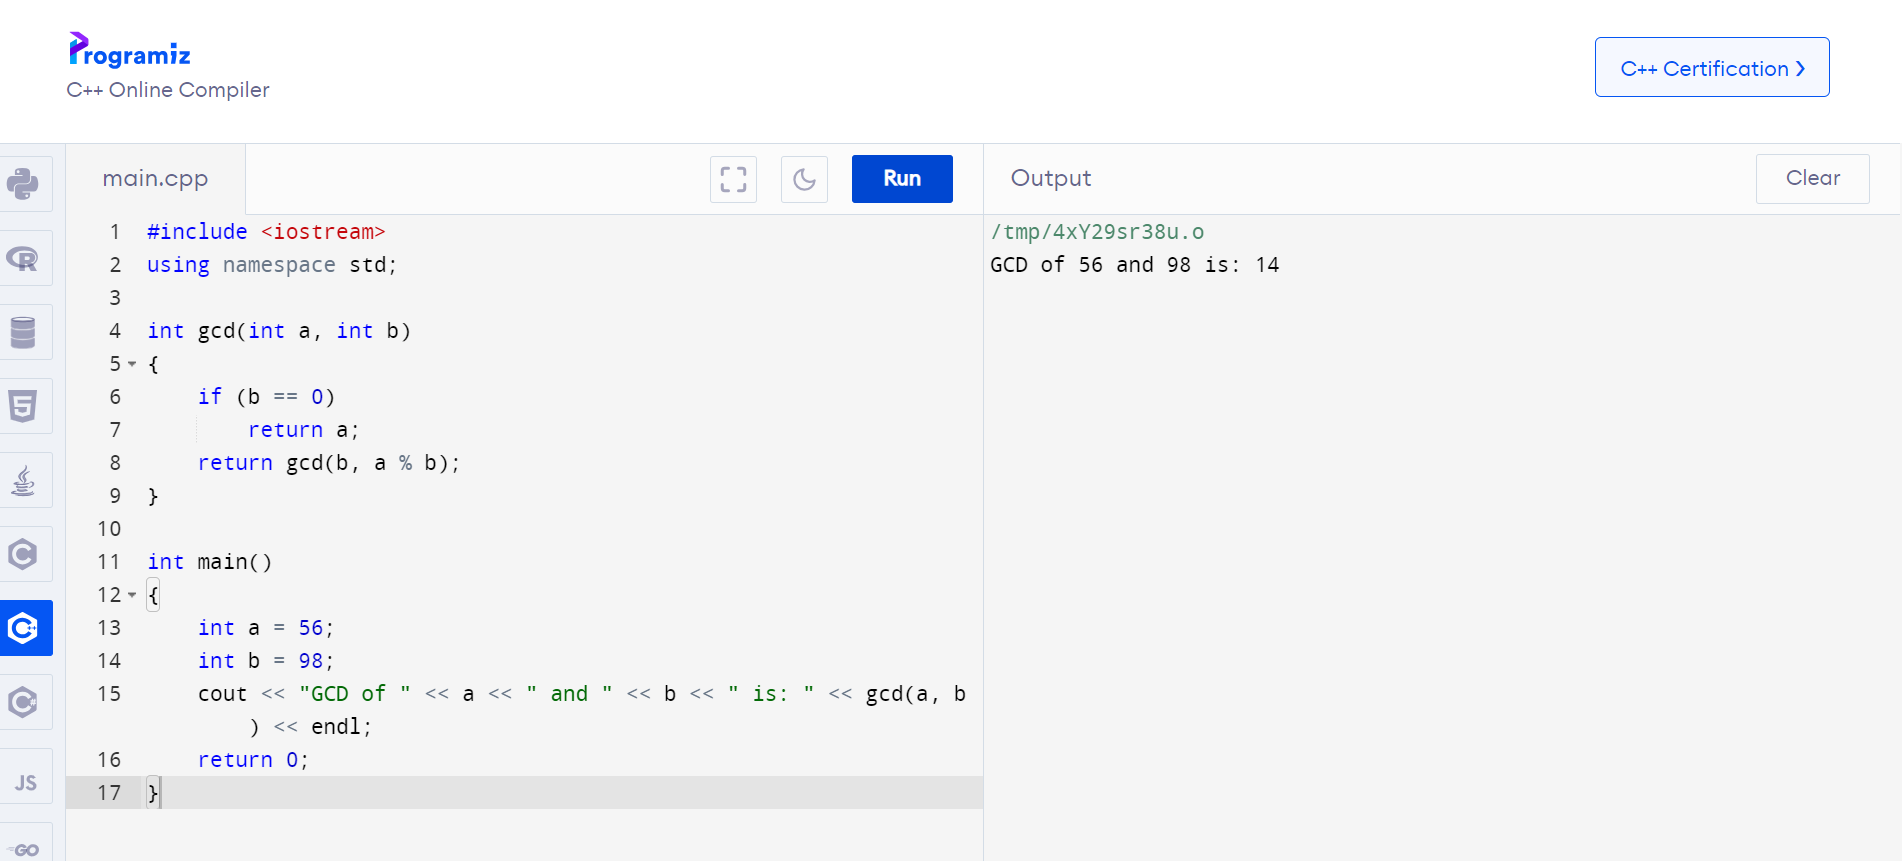 Programiz
C++ Online Compiler
C++ Certification ❯
main.cpp
Run
Output
Clear
1 #include <iostream>
2 using namespace std;
3
4 int gcd(int a, int b)
5 {
6     if (b == 0)
7         return a;
8     return gcd(b, a % b);
9 }
10
11 int main()
12 {
13     int a = 56;
14     int b = 98;
15     cout << "GCD of " << a << " and " << b << " is: " << gcd(a, b
        ) << endl;
16     return 0;
17 }
/tmp/4xY29sr38u.o
GCD of 56 and 98 is: 14
R
5
C
C++
C#
JS
GO